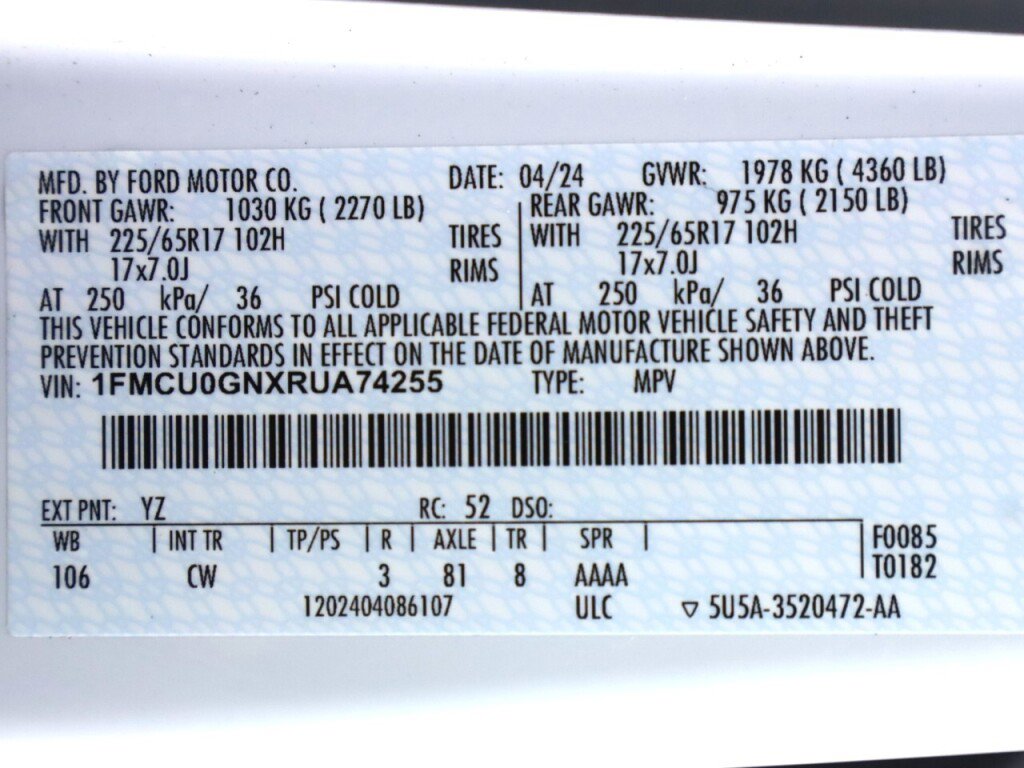 MFD. BY FORD MOTOR CO. DATE: 04/24 GVWR: 1978 KG ( 4360 LB)
FRONT GAWR: 1030 KG ( 2270 LB) REAR GAWR: 975 KG ( 2150 LB)
WITH 225/65R17 102H TIRES WITH 225/65R17 102H TIRES
17x7.0J RIMS 17x7.0J RIMS
AT 250 kPa/ 36 PSI COLD AT 250 kPa/ 36 PSI COLD
THIS VEHICLE CONFORMS TO ALL APPLICABLE FEDERAL MOTOR VEHICLE SAFETY AND THEFT
PREVENTION STANDARDS IN EFFECT ON THE DATE OF MANUFACTURE SHOWN ABOVE.
VIN: 1FMCU0GNXRUA74255 TYPE: MPV
EXT PNT: YZ RC: 52 DSO:
WB INT TR TP/PS R AXLE TR SPR F0085
106 CW 3 81 8 AAAA T0182
1202404086107 ULC ▽ 5U5A-3520472-AA